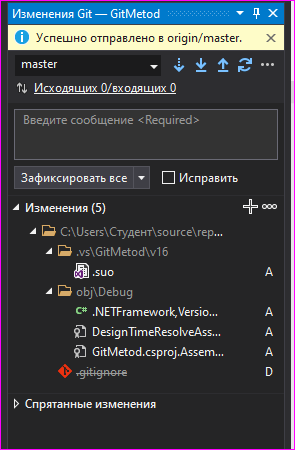 Изменения Git — GitMetod
Успешно отправлено в origin/master.
master
Исходящих 0/входящих 0
Введите сообщение <Required>
Зафиксировать все
Исправить
Изменения (5)
C:\Users\Студент\source\rep...
.vs\GitMetod\v16
.suo A
obj\Debug
.NETFramework,Versio... A
DesignTimeResolveAss... A
GitMetod.csproj.Assem... A
.gitignore D
Спрятанные изменения